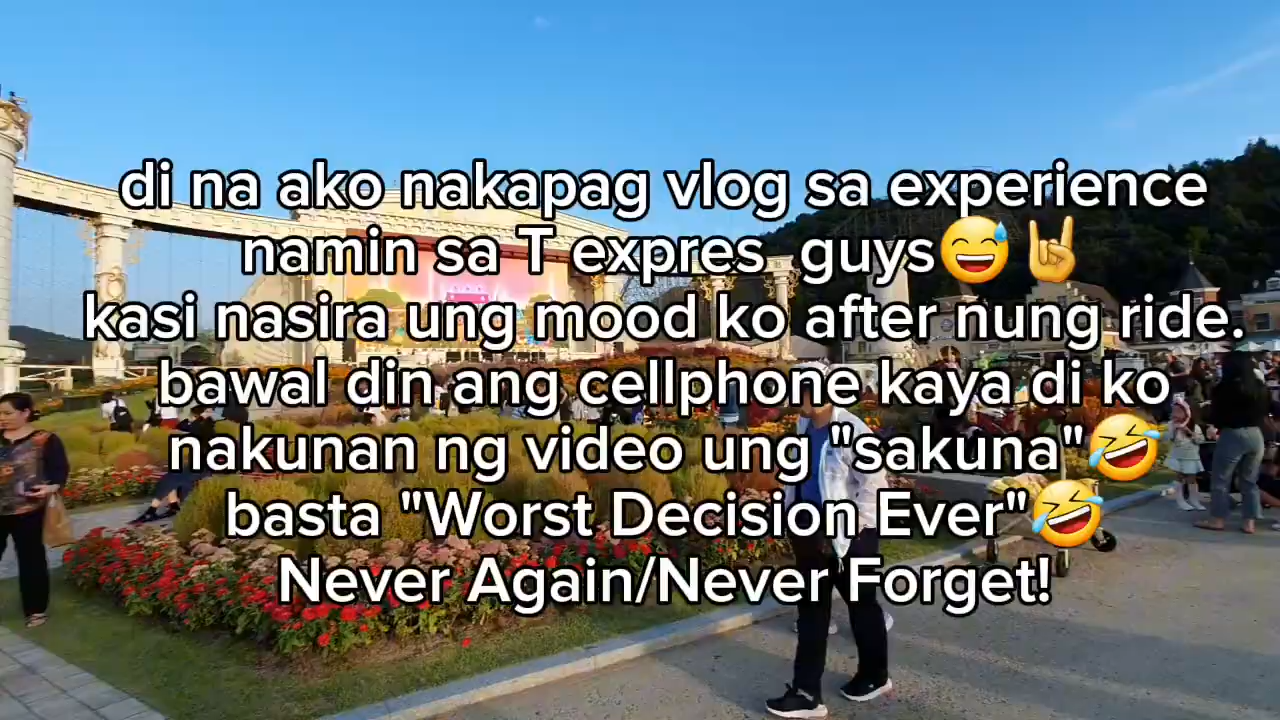 di na ako nakapag vlog sa experience
namin sa T expres guys😅🤘
kasi nasira ung mood ko after nung ride.
bawal din ang cellphone kaya di ko
nakunan ng video ung "sakuna"🤣
basta "Worst Decision Ever"🤣
Never Again/Never Forget!